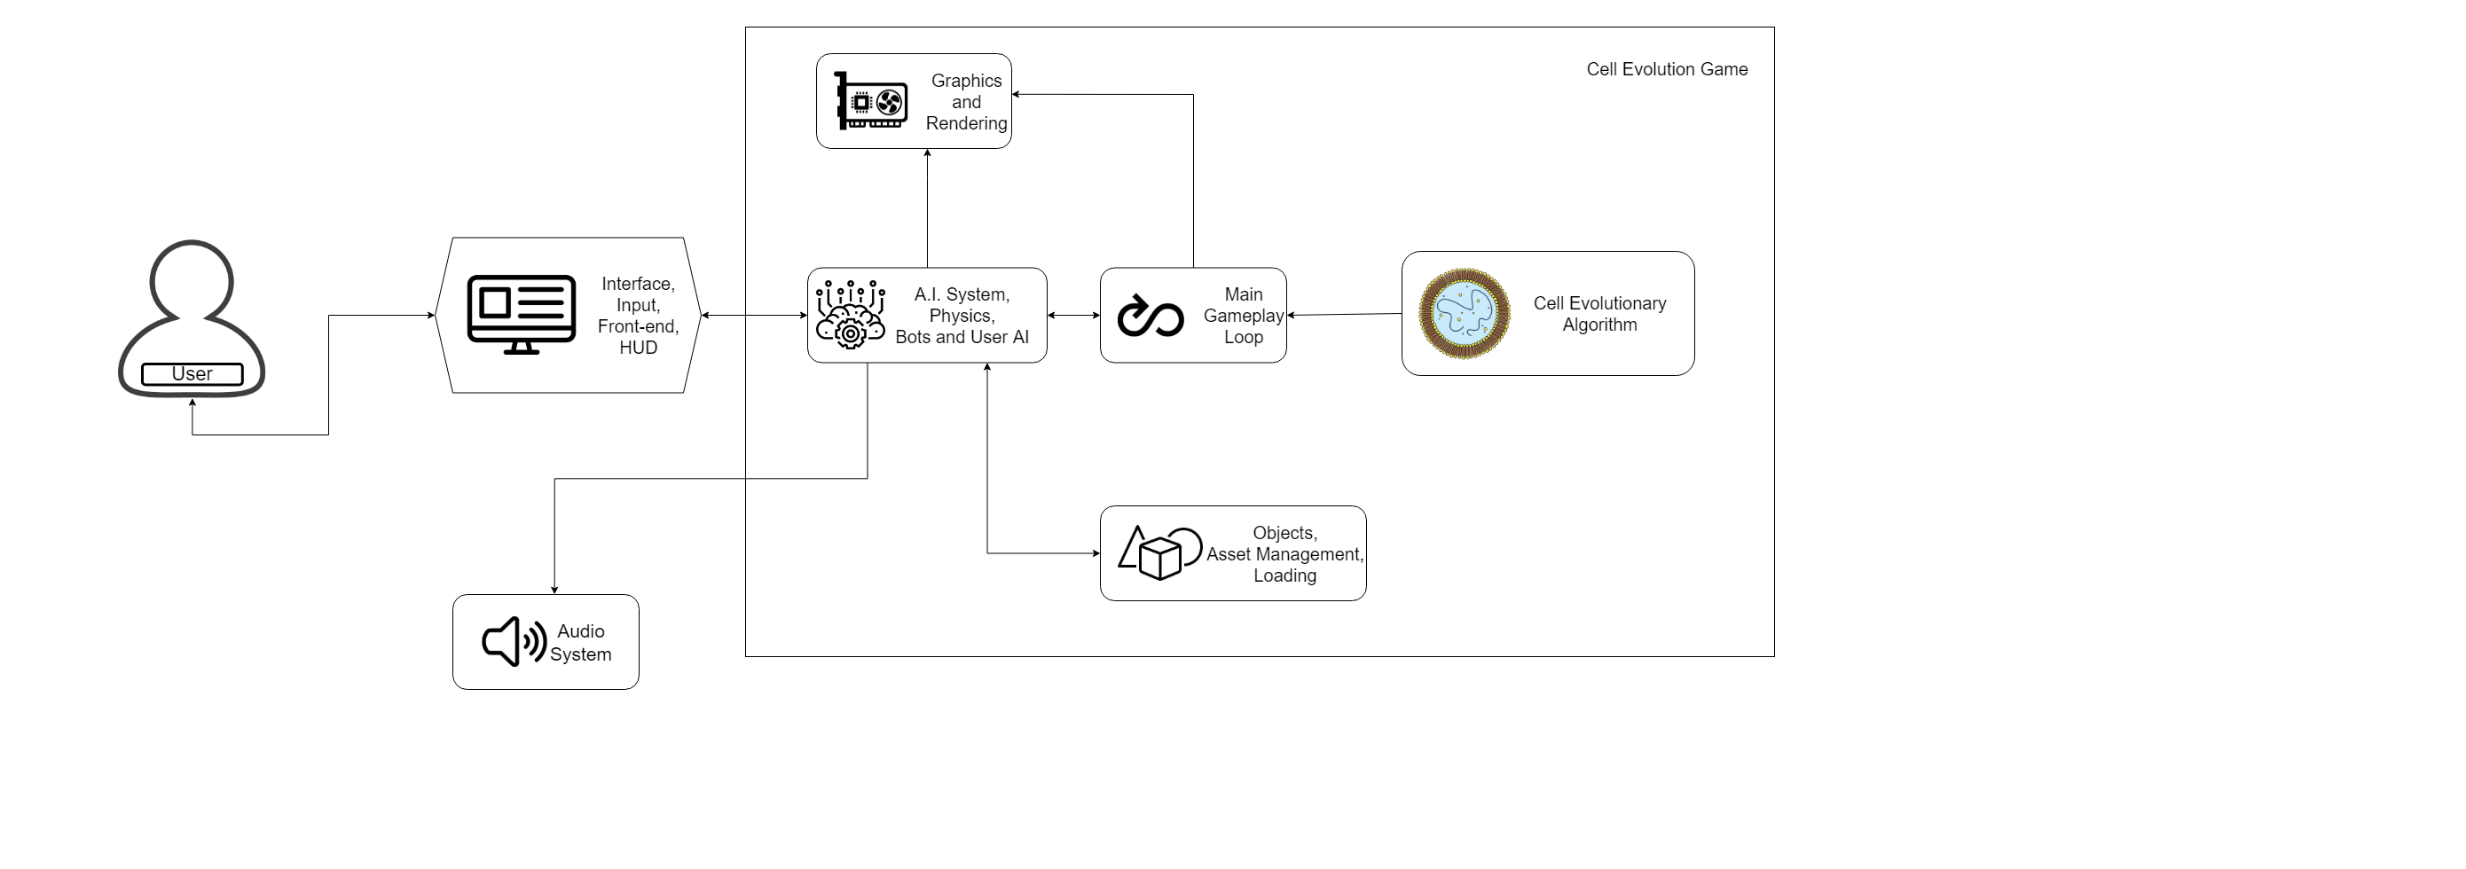 Cell Evolution Game
Graphics
and
Rendering
User
Interface,
Input,
Front-end,
HUD
A.I. System,
Physics,
Bots and User AI
Main
Gameplay
Loop
Cell Evolutionary
Algorithm
Objects,
Asset Management,
Loading
Audio
System